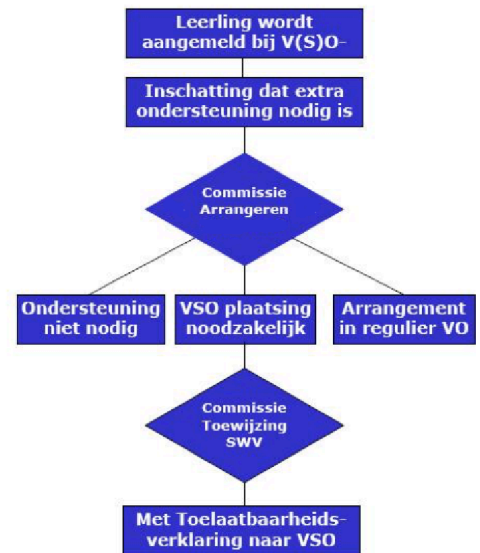 Leerling wordt
aangemeld bij V(S)O-
Inschatting dat extra
ondersteuning nodig is
Commissie
Arrangeren
Ondersteuning
niet nodig
VSO plaatsing
noodzakelijk
Arrangement
in regulier VO
Commissie
Toewijzing
SWV
Met Toelaatbaarheids-
verklaring naar VSO